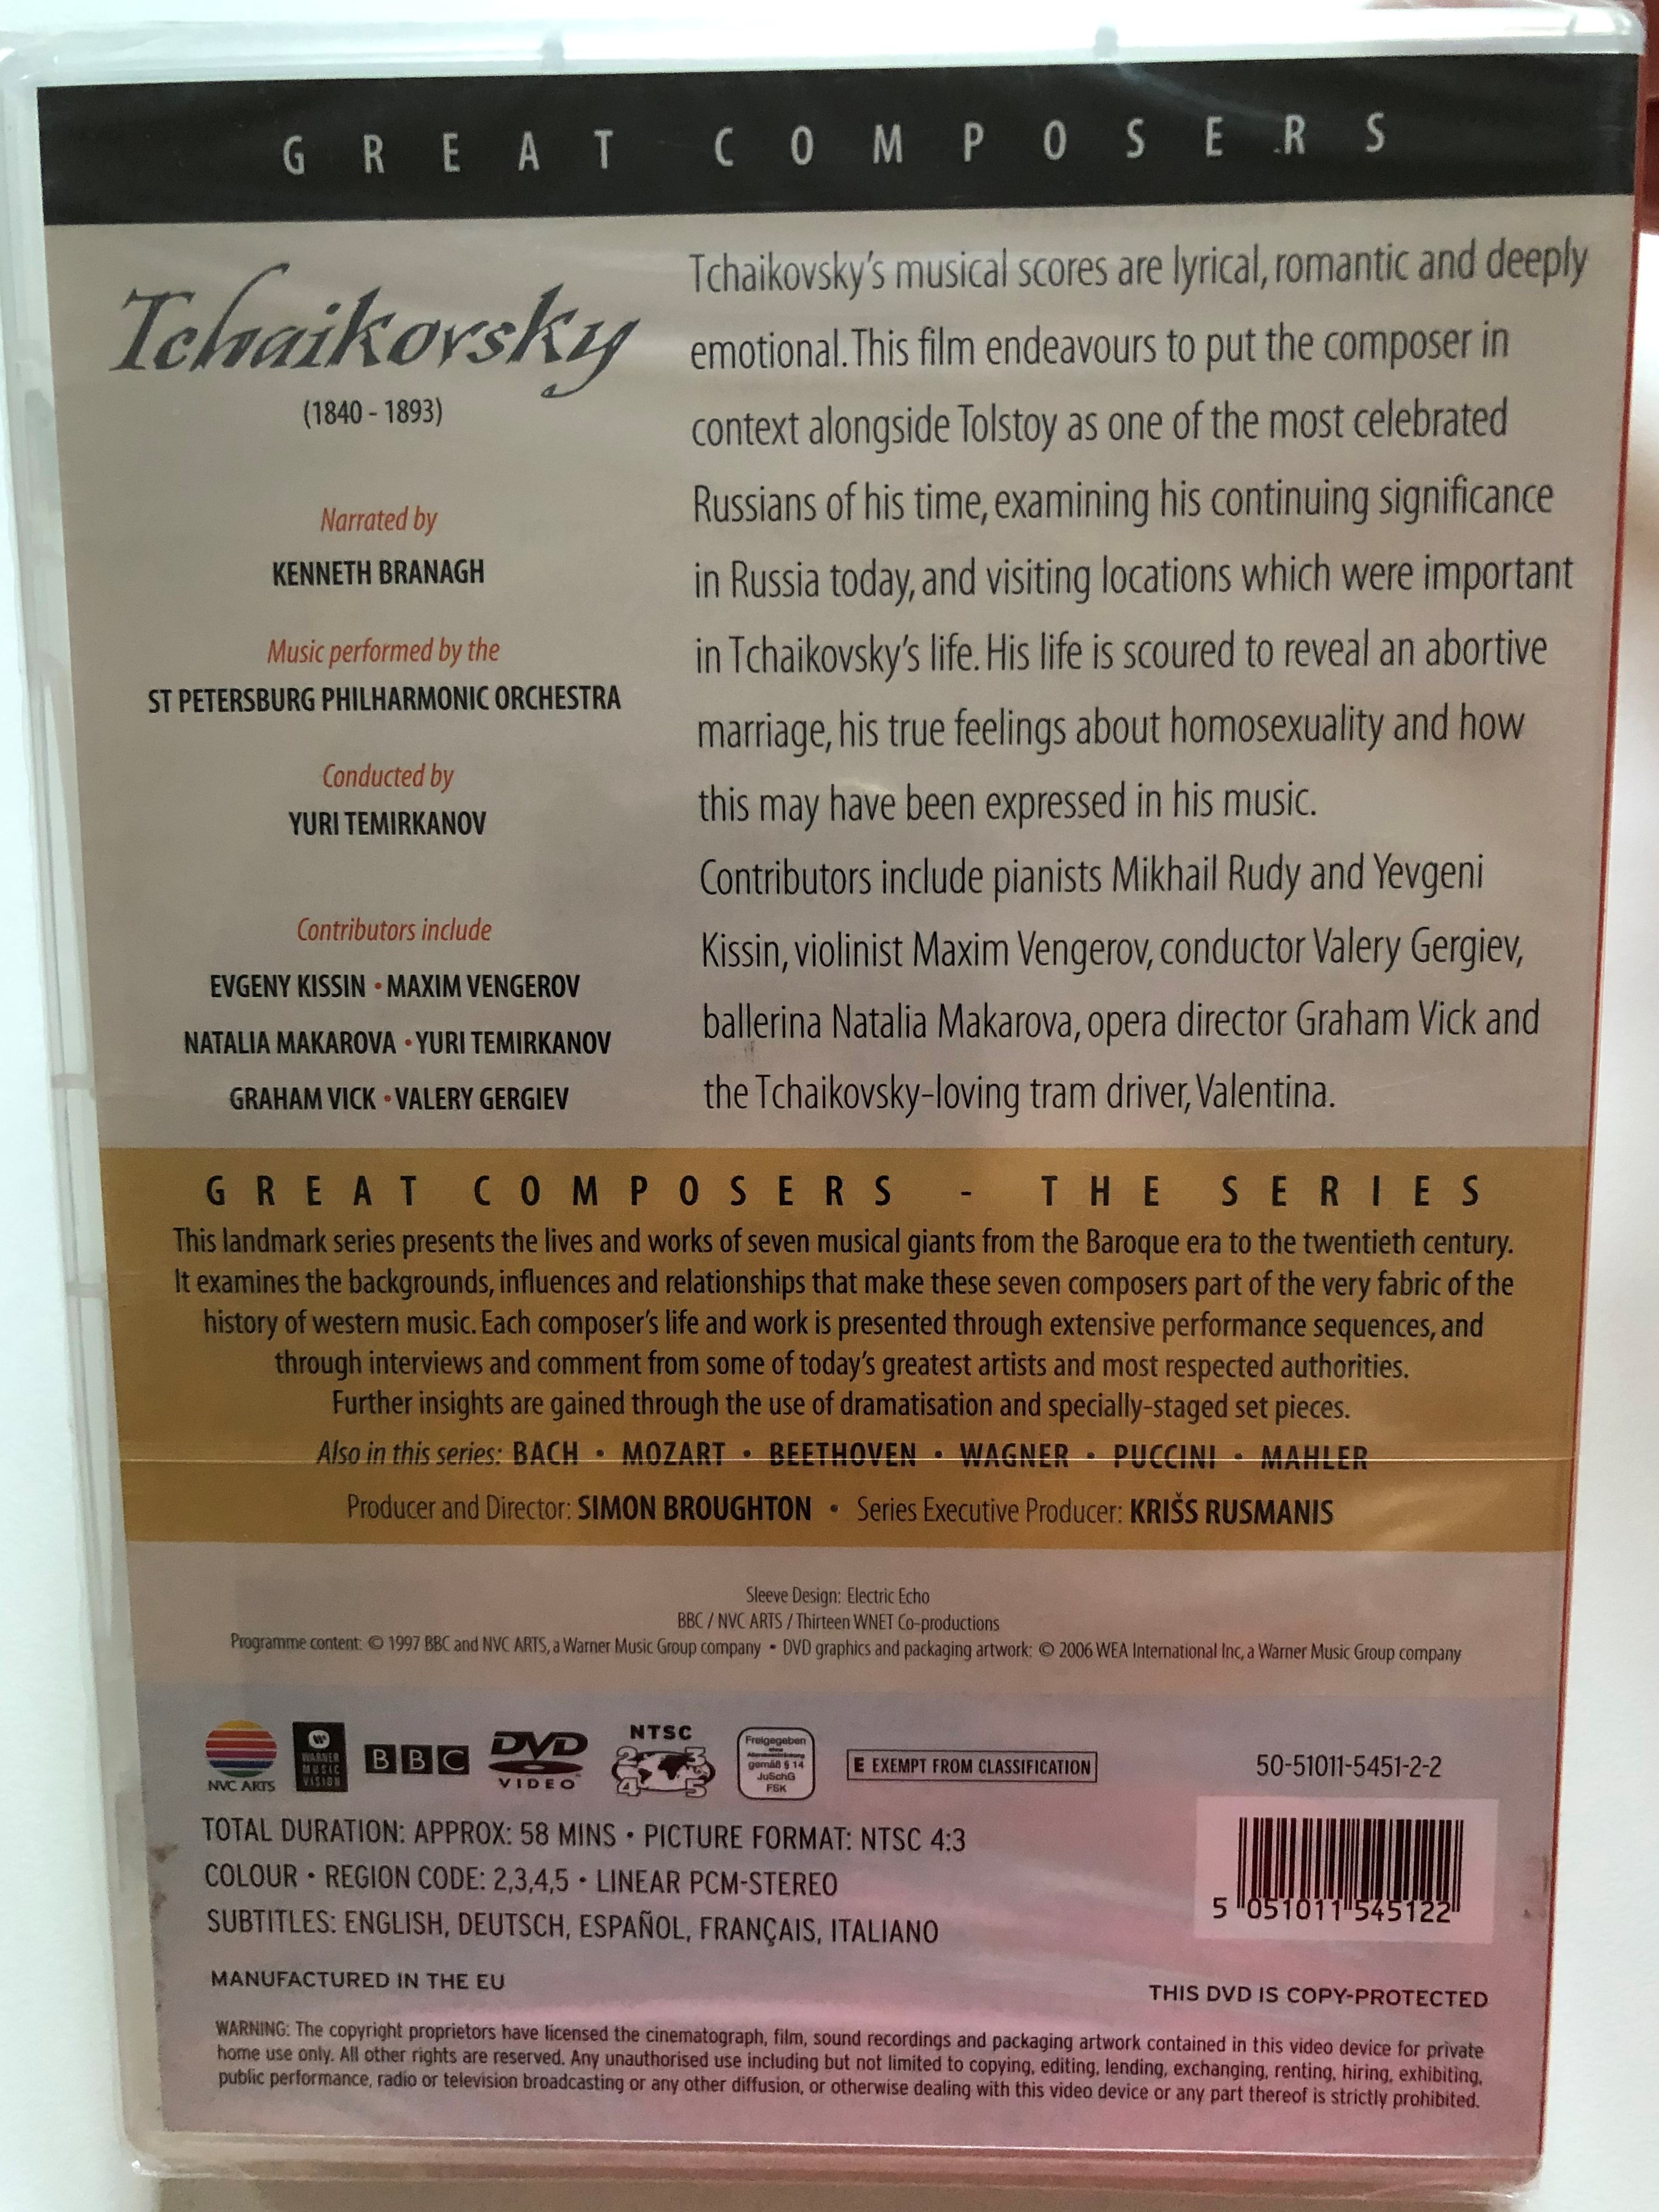 GREAT COMPOSERS
Tchaikovsky
(1840 - 1893)
Narrated by
KENNETH BRANAGH
Music performed by the
ST PETERSBURG PHILHARMONIC ORCHESTRA
Conducted by
YURI TEMIRKANOV
Contributors include
EVGENY KISSIN • MAXIM VENGEROV
NATALIA MAKAROVA • YURI TEMIRKANOV
GRAHAM VICK • VALERY GERGIEV
Tchaikovsky's musical scores are lyrical, romantic and deeply
emotional. This film endeavours to put the composer in
context alongside Tolstoy as one of the most celebrated
Russians of his time, examining his continuing significance
in Russia today, and visiting locations which were important
in Tchaikovsky's life. His life is scoured to reveal an abortive
marriage, his true feelings about homosexuality and how
this may have been expressed in his music.
Contributors include pianists Mikhail Rudy and Yevgeni
Kissin, violinist Maxim Vengerov, conductor Valery Gergiev,
ballerina Natalia Makarova, opera director Graham Vick and
the Tchaikovsky-loving tram driver, Valentina.
GREAT COMPOSERS - THE SERIES
This landmark series presents the lives and works of seven musical giants from the Baroque era to the twentieth century.
It examines the backgrounds, influences and relationships that make these seven composers part of the very fabric of the
history of western music. Each composer's life and work is presented through extensive performance sequences, and
through interviews and comment from some of today's greatest artists and most respected authorities.
Further insights are gained through the use of dramatisation and specially-staged set pieces.
Also in this series: BACH • MOZART • BEETHOVEN • WAGNER • PUCCINI • MAHLER
Producer and Director: SIMON BROUGHTON • Series Executive Producer: KRIŠS RUSMANIS
Sleeve Design: Electric Echo
BBC / NVC ARTS / Thirteen WNET Co-productions
Programme content: © 1997 BBC and NVC ARTS, a Warner Music Group company • DVD graphics and packaging artwork: © 2006 WEA International Inc, a Warner Music Group company
NVC ARTS
WARNER
MUSIC
VISION
BBC
DVD
VIDEO
NTSC
2 3
4 5
Freigegeben
ohne
Altersbeschränkung
gemäß § 14
JuSchG
FSK
E EXEMPT FROM CLASSIFICATION
50-51011-5451-2-2
TOTAL DURATION: APPROX: 58 MINS • PICTURE FORMAT: NTSC 4:3
COLOUR • REGION CODE: 2,3,4,5 • LINEAR PCM-STEREO
SUBTITLES: ENGLISH, DEUTSCH, ESPAÑOL, FRANÇAIS, ITALIANO
5 051011 545122
MANUFACTURED IN THE EU
THIS DVD IS COPY-PROTECTED
WARNING: The copyright proprietors have licensed the cinematograph, film, sound recordings and packaging artwork contained in this video device for private
home use only. All other rights are reserved. Any unauthorised use including but not limited to copying, editing, lending, exchanging, renting, hiring, exhibiting,
public performance, radio or television broadcasting or any other diffusion, or otherwise dealing with this video device or any part thereof is strictly prohibited.